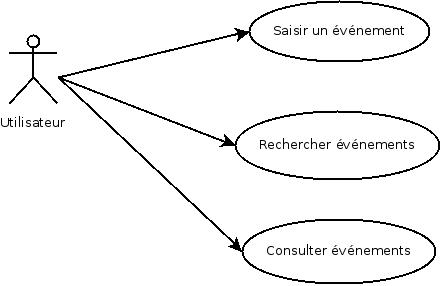 Saisir un événement
Utilisateur
Rechercher événements
Consulter événements